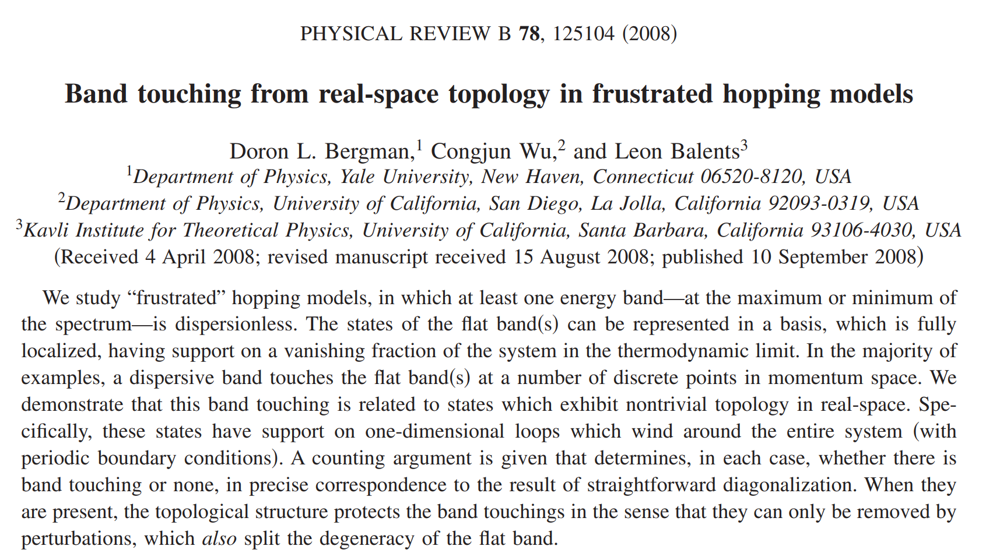 PHYSICAL REVIEW B 78, 125104 (2008)
Band touching from real-space topology in frustrated hopping models
Doron L. Bergman,1 Congjun Wu,2 and Leon Balents3
1Department of Physics, Yale University, New Haven, Connecticut 06520-8120, USA
2Department of Physics, University of California, San Diego, La Jolla, California 92093-0319, USA
3Kavli Institute for Theoretical Physics, University of California, Santa Barbara, California 93106-4030, USA
(Received 4 April 2008; revised manuscript received 15 August 2008; published 10 September 2008)
We study “frustrated” hopping models, in which at least one energy band—at the maximum or minimum of
the spectrum—is dispersionless. The states of the flat band(s) can be represented in a basis, which is fully
localized, having support on a vanishing fraction of the system in the thermodynamic limit. In the majority of
examples, a dispersive band touches the flat band(s) at a number of discrete points in momentum space. We
demonstrate that this band touching is related to states which exhibit nontrivial topology in real-space. Spe-
cifically, these states have support on one-dimensional loops which wind around the entire system (with
periodic boundary conditions). A counting argument is given that determines, in each case, whether there is
band touching or none, in precise correspondence to the result of straightforward diagonalization. When they
are present, the topological structure protects the band touchings in the sense that they can only be removed by
perturbations, which also split the degeneracy of the flat band.